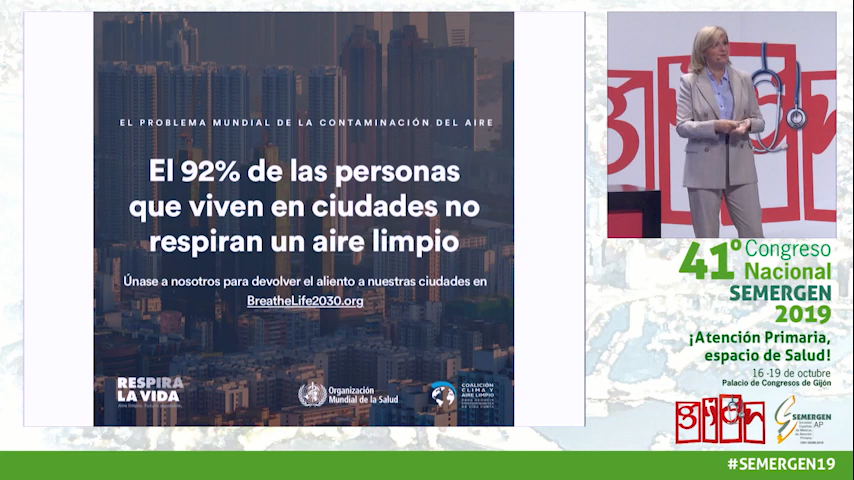 EL PROBLEMA MUNDIAL DE LA CONTAMINACIÓN DEL AIRE
El 92% de las personas
que viven en ciudades no
respiran un aire limpio
Únase a nosotros para devolver el aliento a nuestras ciudades en
BreatheLife2030.org
RESPIRA
LA VIDA
Organización
Mundial de la Salud
COALICIÓN
CLIMA Y
AIRE LIMPIO
41º Congreso
Nacional
SEMERGEN
2019
¡Atención Primaria,
espacio de Salud!
16 -19 de octubre
Palacio de Congresos de Gijón
gijón
SEMERGEN
AP
#SEMERGEN19